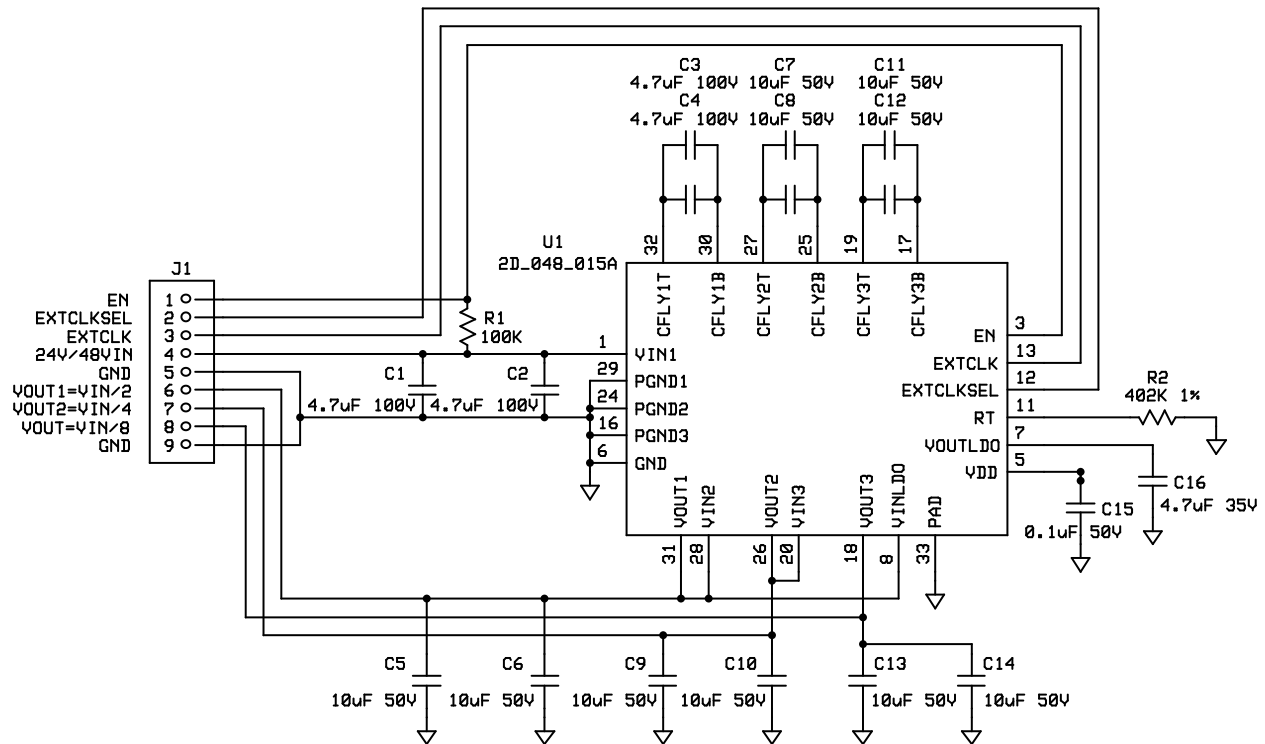 C3
4.7uF 100V
C4
4.7uF 100V
C7
10uF 50V
C8
10uF 50V
C11
10uF 50V
C12
10uF 50V
U1
2D_048_015A
32
30
27
25
19
17
CFLY1T
CFLY1B
CFLY2T
CFLY2B
CFLY3T
CFLY3B
J1
EN
1
EXTCLKSEL
2
EXTCLK
3
24V/48VIN
4
GND
5
VOUT1=VIN/2
6
VOUT2=VIN/4
7
VOUT=VIN/8
8
GND
9
R1
100K
C1
4.7uF 100V
C2
4.7uF 100V
1
VIN1
29
PGND1
24
PGND2
16
PGND3
6
GND
3
EN
13
EXTCLK
12
EXTCLKSEL
11
RT
7
VOUTLDO
5
VDD
R2
402K 1%
C16
4.7uF 35V
C15
0.1uF 50V
VOUT1
VIN2
VOUT2
VIN3
VOUT3
VINLDO
PAD
31
28
26
20
18
8
33
C5
10uF 50V
C6
10uF 50V
C9
10uF 50V
C10
10uF 50V
C13
10uF 50V
C14
10uF 50V